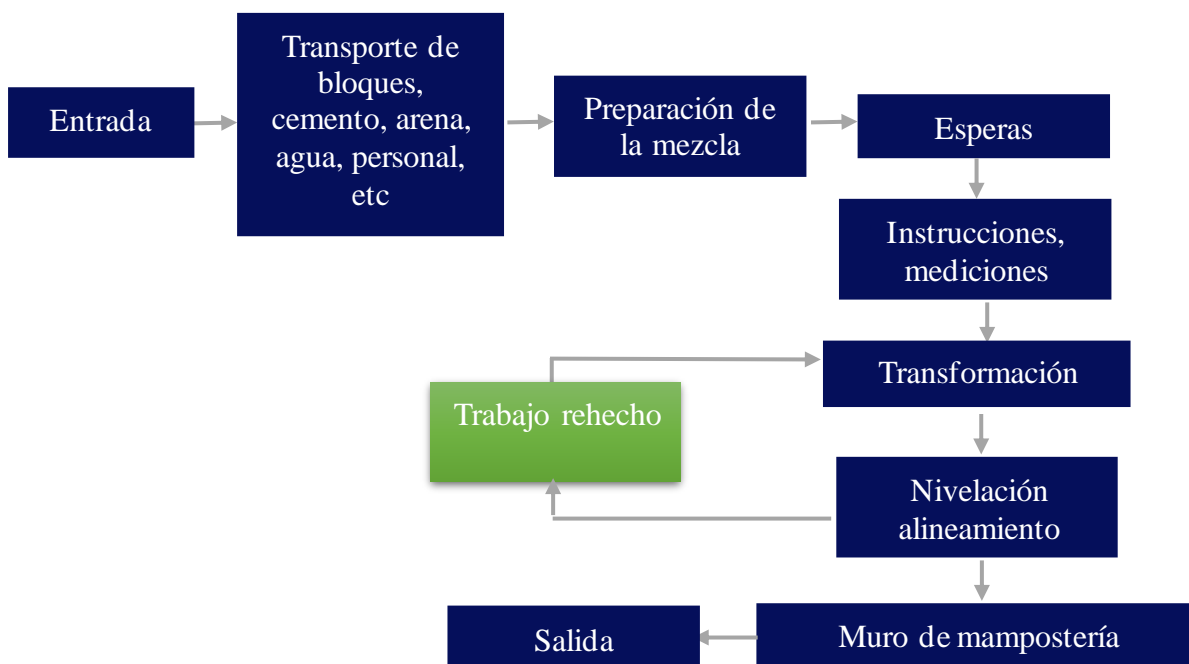 Entrada
Transporte de
bloques,
cemento, arena,
agua, personal,
etc
Preparación de
la mezcla
Esperas
Instrucciones,
mediciones
Transformación
Trabajo rehecho
Nivelación
alineamiento
Muro de mampostería
Salida